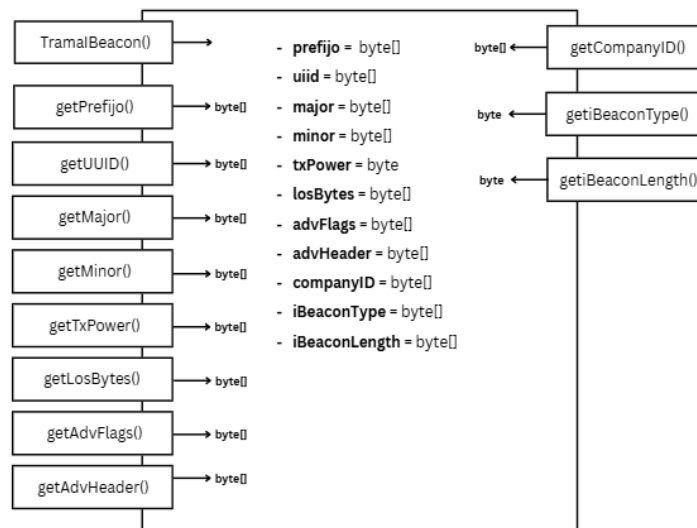 TramaIBeacon()
getPrefijo() byte[]
getUUID() byte[]
getMajor() byte[]
getMinor() byte[]
getTxPower() byte[]
getLosBytes() byte[]
getAdvFlags() byte[]
getAdvHeader() byte[]
- prefijo = byte[]
- uiid = byte[]
- major = byte[]
- minor = byte[]
- txPower = byte
- losBytes = byte[]
- advFlags = byte[]
- advHeader = byte[]
- companyID = byte[]
- iBeaconType = byte[]
- iBeaconLength = byte[]
byte[] getCompanyID()
byte getiBeaconType()
byte getiBeaconLength()